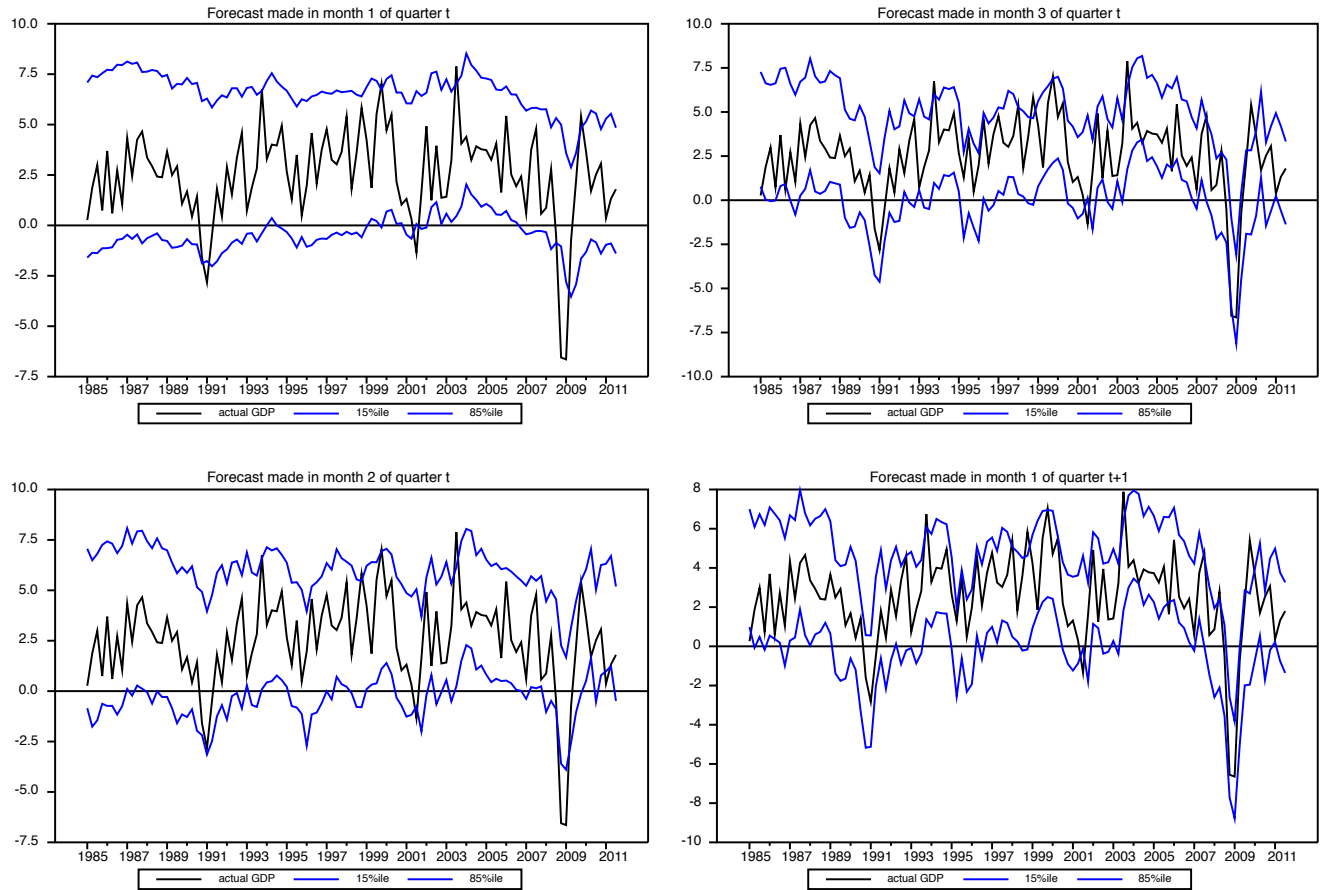 Forecast made in month 1 of quarter t
10.0
7.5
5.0
2.5
0.0
-2.5
-5.0
-7.5
1985 1987 1989 1991 1993 1995 1997 1999 2001 2003 2005 2007 2009 2011
actual GDP 15%ile 85%ile
Forecast made in month 3 of quarter t
10.0
7.5
5.0
2.5
0.0
-2.5
-5.0
-7.5
-10.0
1985 1987 1989 1991 1993 1995 1997 1999 2001 2003 2005 2007 2009 2011
actual GDP 15%ile 85%ile
Forecast made in month 2 of quarter t
10.0
7.5
5.0
2.5
0.0
-2.5
-5.0
-7.5
1985 1987 1989 1991 1993 1995 1997 1999 2001 2003 2005 2007 2009 2011
actual GDP 15%ile 85%ile
Forecast made in month 1 of quarter t+1
8
6
4
2
0
-2
-4
-6
-8
-10
1985 1987 1989 1991 1993 1995 1997 1999 2001 2003 2005 2007 2009 2011
actual GDP 15%ile 85%ile